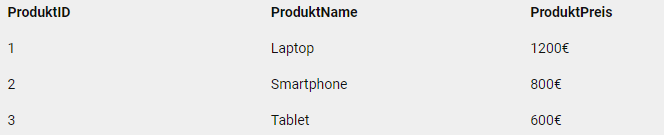 ProduktID ProduktName ProduktPreis
1 Laptop 1200€
2 Smartphone 800€
3 Tablet 600€